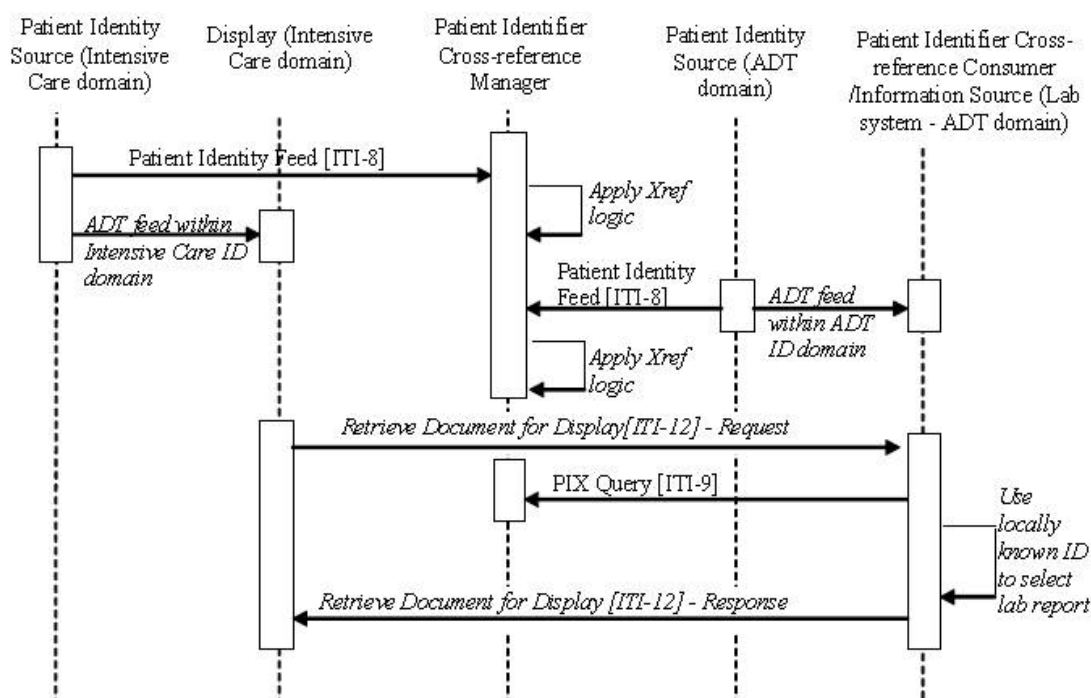 Patient Identity
Source (Intensive
Care domain)
Display (Intensive
Care domain)
Patient Identifier
Cross-reference
Manager
Patient Identity
Source (ADT
domain)
Patient Identifier Cross-
reference Consumer
/Information Source (Lab
system - ADT domain)
Patient Identity Feed [ITI-8]
Apply Xref
logic
ADT feed within
Intensive Care ID
domain
Patient Identity
Feed [ITI-8]
ADT feed
within ADT
ID domain
Apply Xref
logic
Retrieve Document for Display[ITI-12] - Request
PIX Query [ITI-9]
Use
locally
known ID
to select
lab report
Retrieve Document for Display [ITI-12] - Response